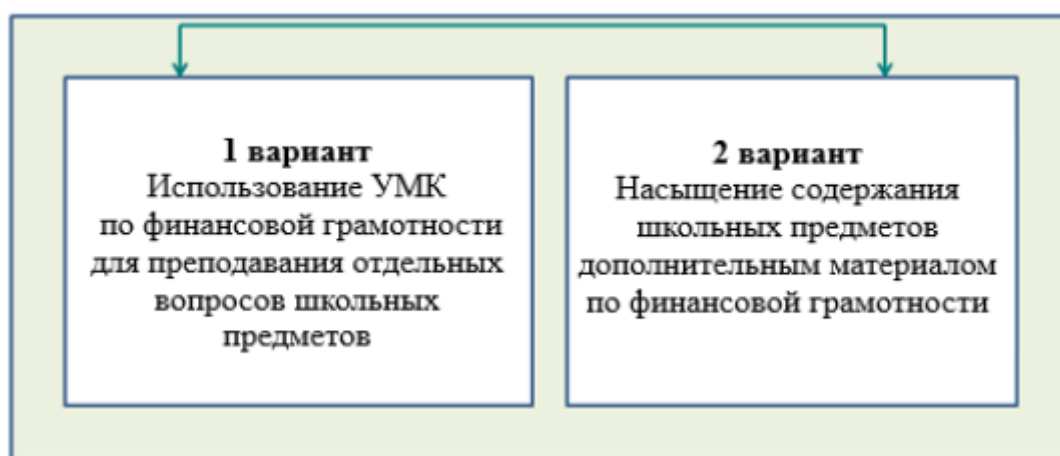 1 вариант
Использование УМК
по финансовой грамотности
для преподавания отдельных
вопросов школьных
предметов
2 вариант
Насыщение содержания
школьных предметов
дополнительным материалом
по финансовой грамотности